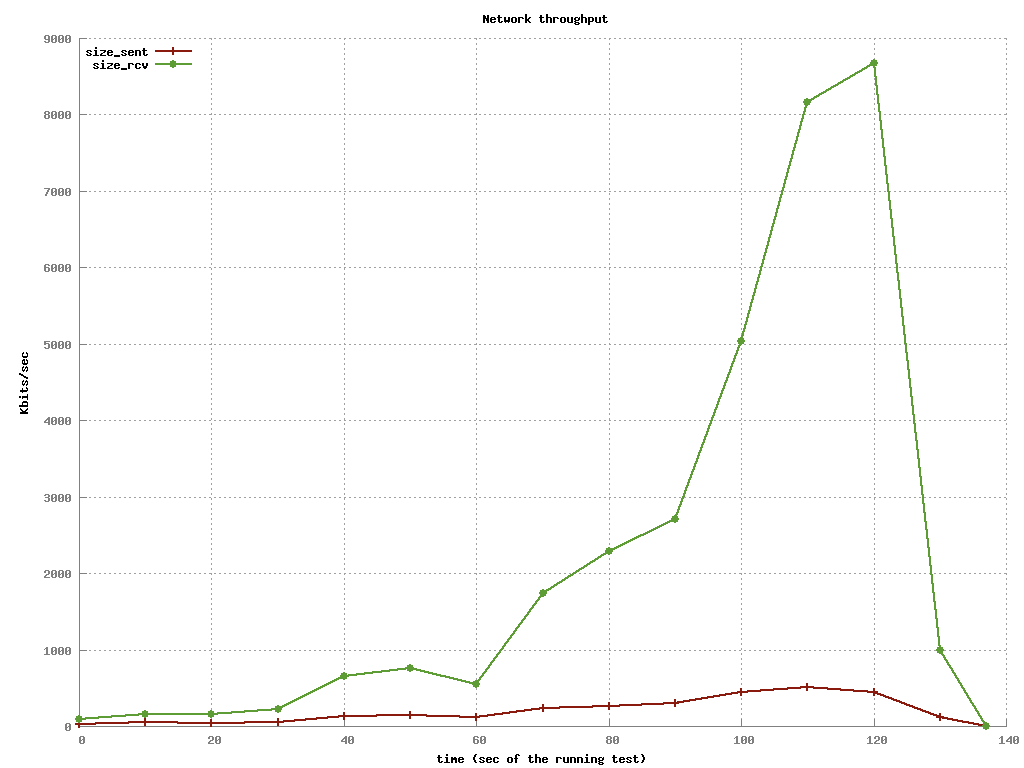 Network throughput
9000
size_sent
size_rcv
8000
7000
6000
5000
Kbits/sec
4000
3000
2000
1000
0
0 20 40 60 80 100 120 140
time (sec of the running test)